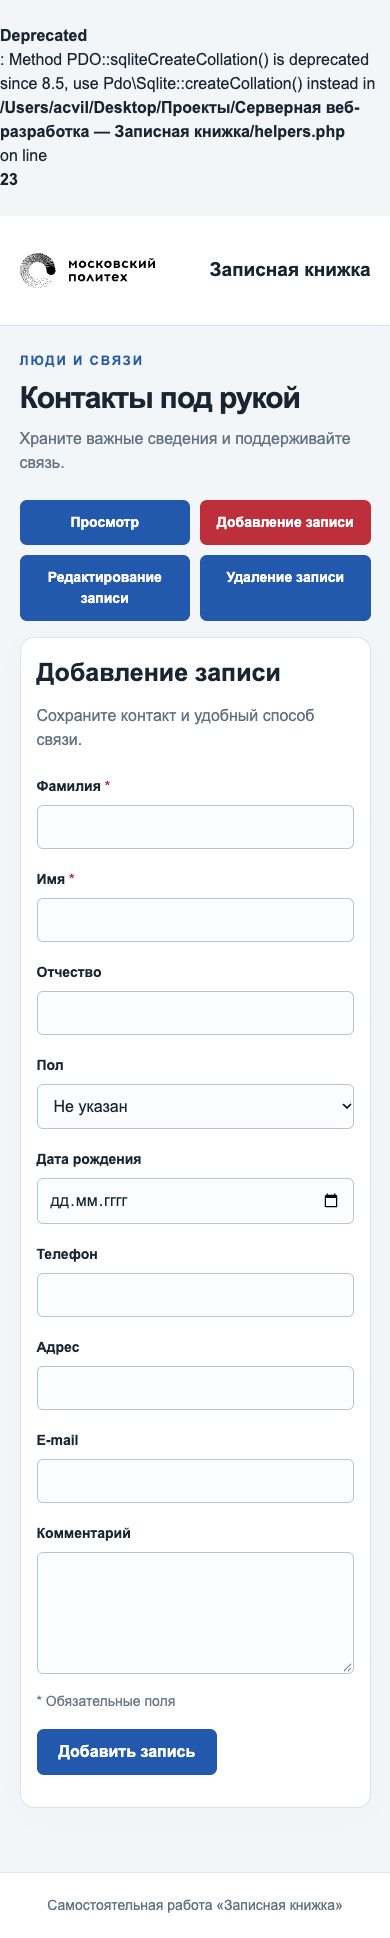 Deprecated
: Method PDO::sqliteCreateCollation() is deprecated
since 8.5, use Pdo\Sqlite::createCollation() instead in
/Users/acvil/Desktop/Проекты/Серверная веб-
разработка — Записная книжка/helpers.php
on line
23
московский
политех
Записная книжка
ЛЮДИ И СВЯЗИ
Контакты под рукой
Храните важные сведения и поддерживайте
связь.
Просмотр
Добавление записи
Редактирование
записи
Удаление записи
Добавление записи
Сохраните контакт и удобный способ
связи.
Фамилия *
Имя *
Отчество
Пол
Не указан
Дата рождения
дд.мм.гггг
Телефон
Адрес
E-mail
Комментарий
* Обязательные поля
Добавить запись
Самостоятельная работа «Записная книжка»